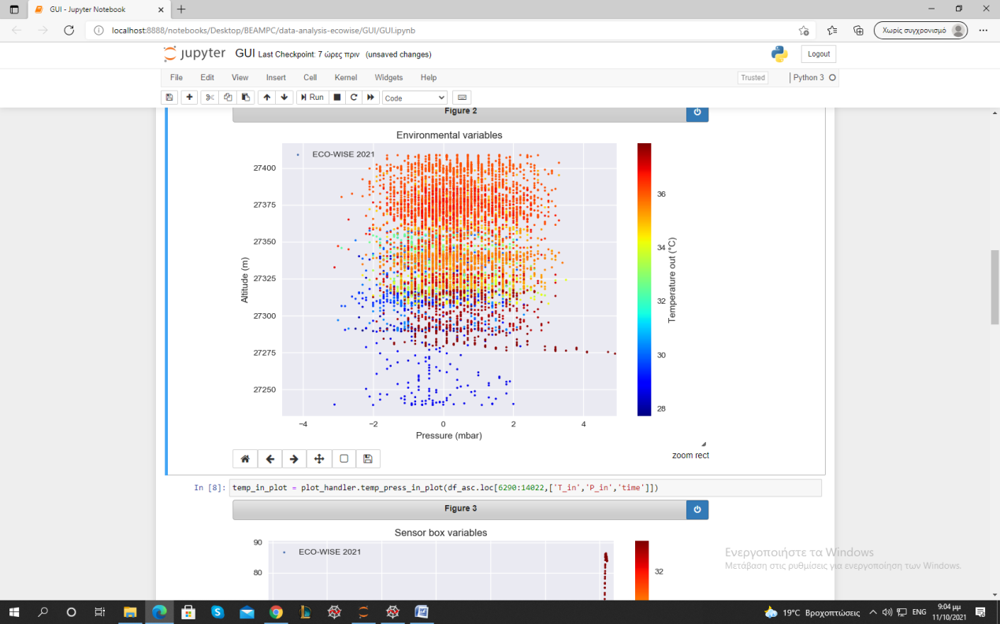 GUI - Jupyter Notebook
localhost:8888/notebooks/Desktop/BEAMPC/data-analysis-ecowise/GUI/GUI.ipynb
Χωρίς συγχρονισμό
jupyter GUI Last Checkpoint: 7 ώρες πριν (unsaved changes)
Logout
File Edit View Insert Cell Kernel Widgets Help
Trusted
Python 3
Run
Code
Figure 2
Environmental variables
ECO-WISE 2021
27400
27375
27350
27325
27300
27275
27250
Altitude (m)
−4 −2 0 2 4
Pressure (mbar)
36
34
32
30
28
Temperature out (°C)
zoom rect
In [8]: temp_in_plot = plot_handler.temp_press_in_plot(df_asc.loc[6290:14022,['T_in','P_in','time']])
Figure 3
Sensor box variables
90
ECO-WISE 2021
80
32
Ενεργοποιήστε τα Windows
Μετάβαση στις ρυθμίσεις για ενεργοποίηση των Windows.
19°C Βροχοπτώσεις
ENG
9:04 μμ
11/10/2021